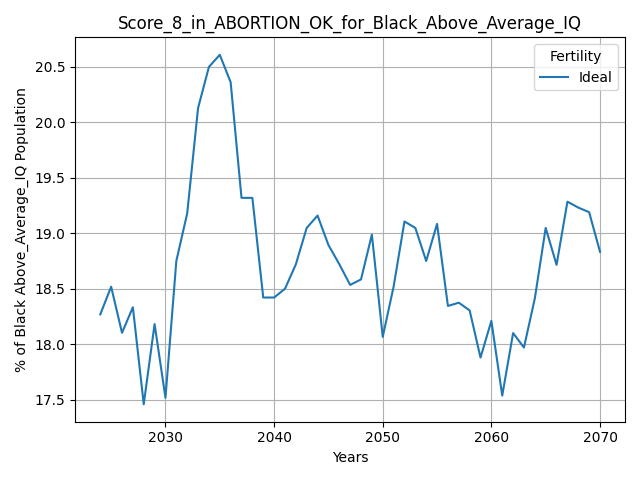 Score_8_in_ABORTION_OK_for_Black_Above_Average_IQ
% of Black Above_Average_IQ Population
20.5
20.0
19.5
19.0
18.5
18.0
17.5
Fertility
Ideal
2030
2040
2050
2060
2070
Years